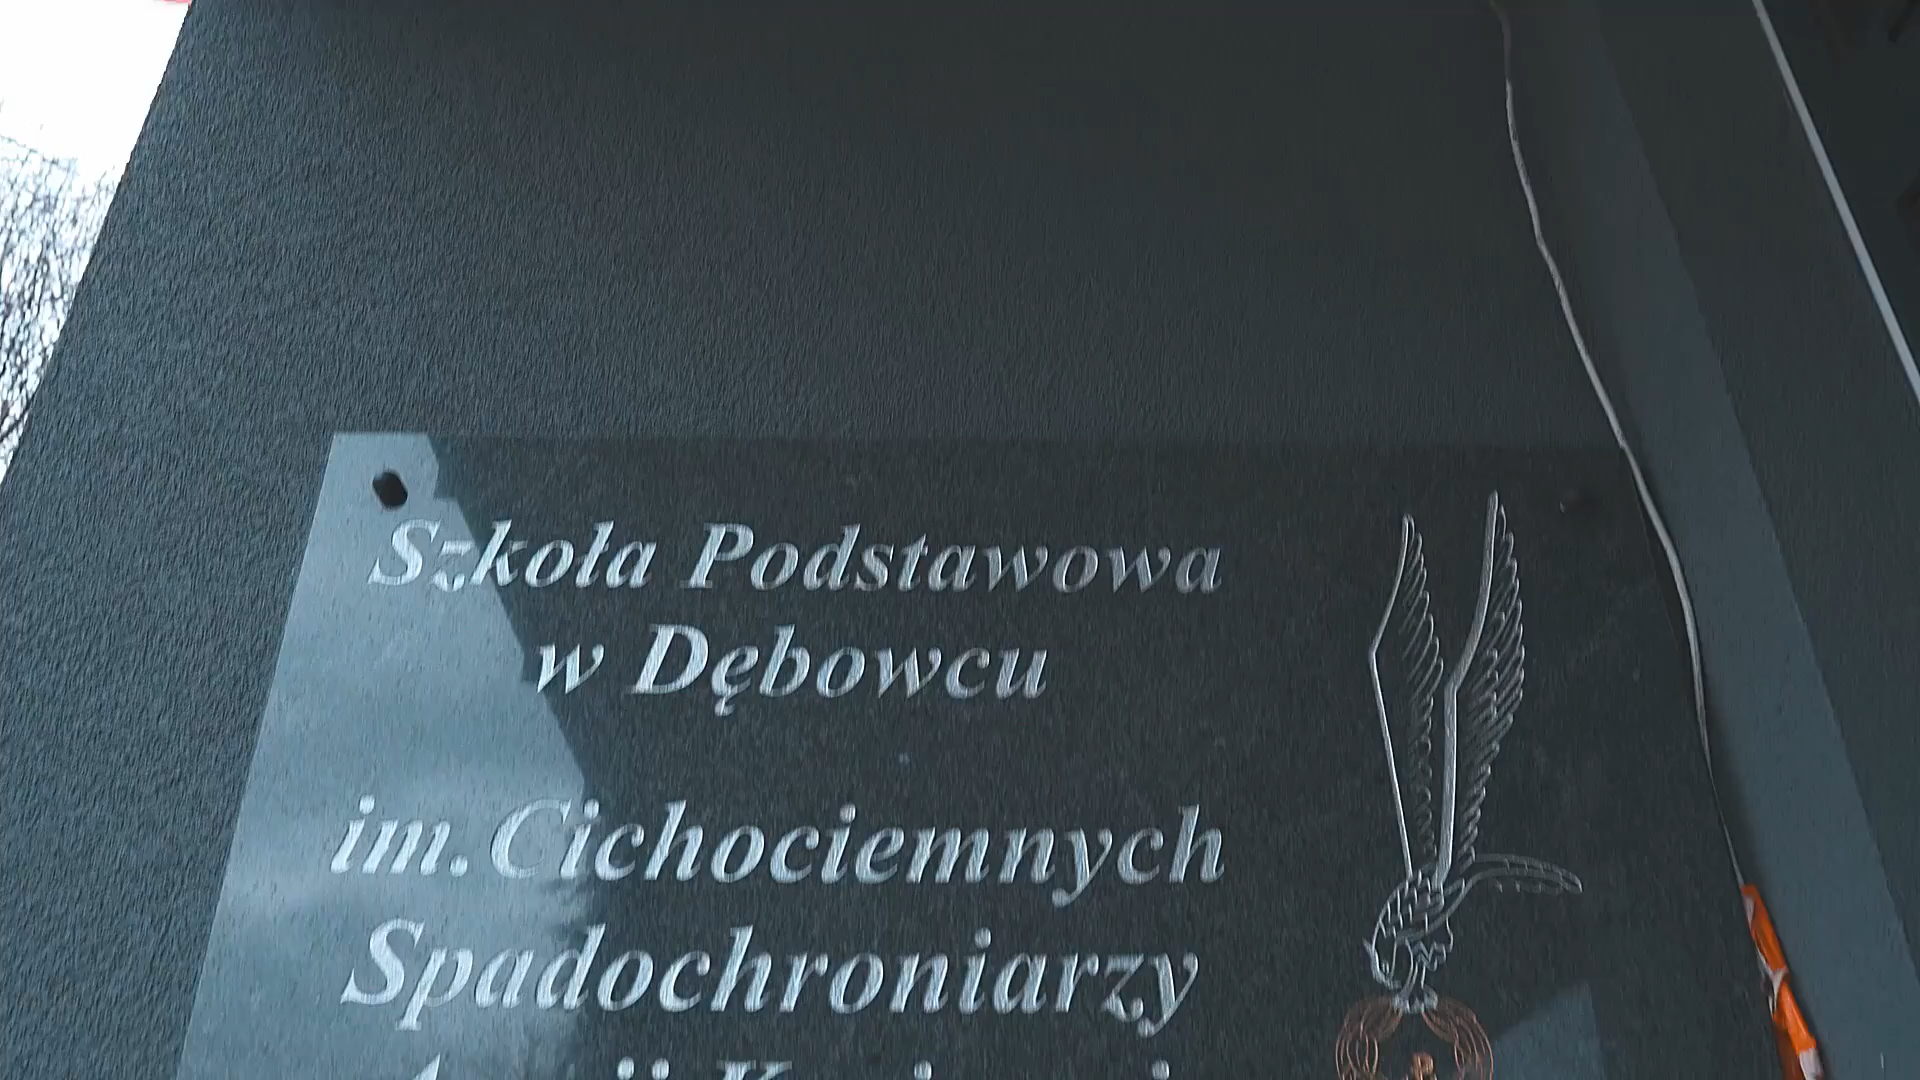 Szkoła Podstawowa
w Dębowcu
im. Cichociemnych
Spadochroniarzy